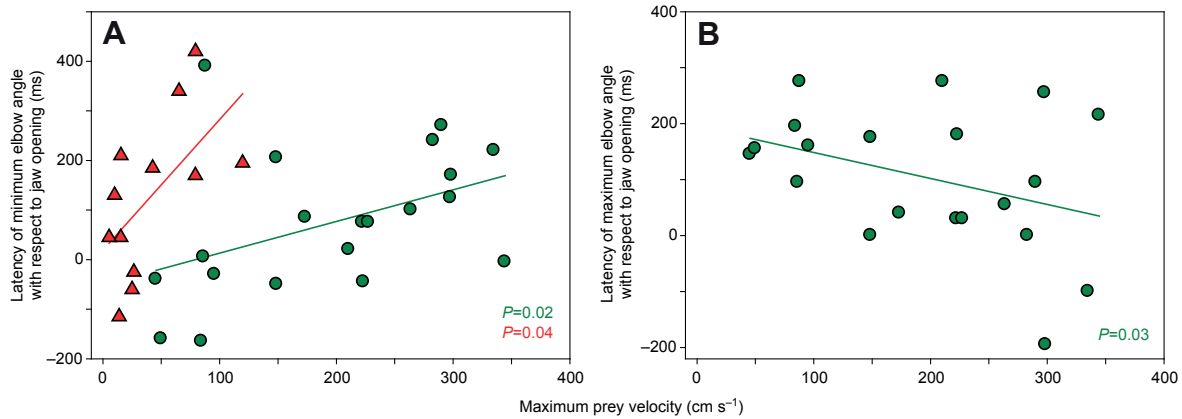 A
Latency of minimum elbow angle
with respect to jaw opening (ms)
400
200
0
–200
0
100
200
300
400
P=0.02
P=0.04
B
Latency of maximum elbow angle
with respect to jaw opening (ms)
400
200
0
–200
0
100
200
300
400
P=0.03
Maximum prey velocity (cm s⁻¹)